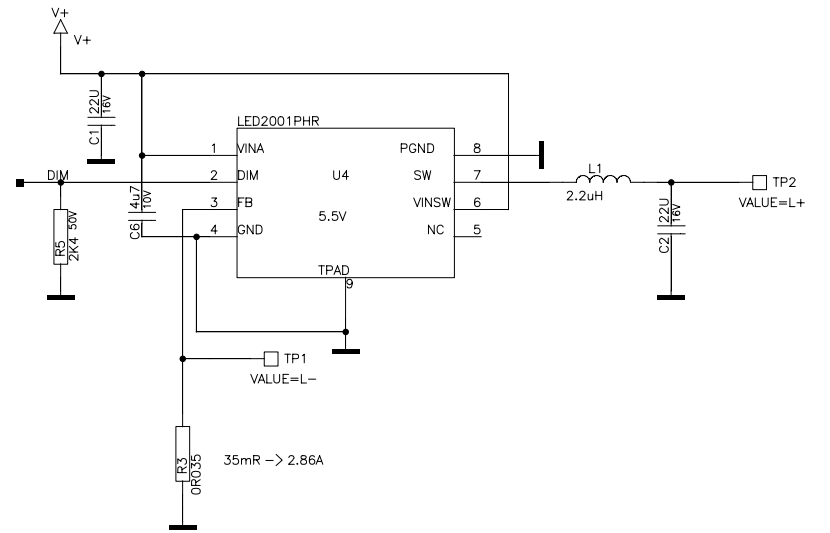 V+
V+
22U
16V
C1
LED2001PHR
1
VINA
PGND
8
DIM
2
DIM
U4
SW
7
L1
2.2uH
TP2
VALUE=L+
4u7
10V
C6
3
FB
5.5V
VINSW
6
22U
16V
C2
R5
2K4
50V
4
GND
NC
5
TPAD
9
TP1
VALUE=L-
R3
0R035
35mR -> 2.86A